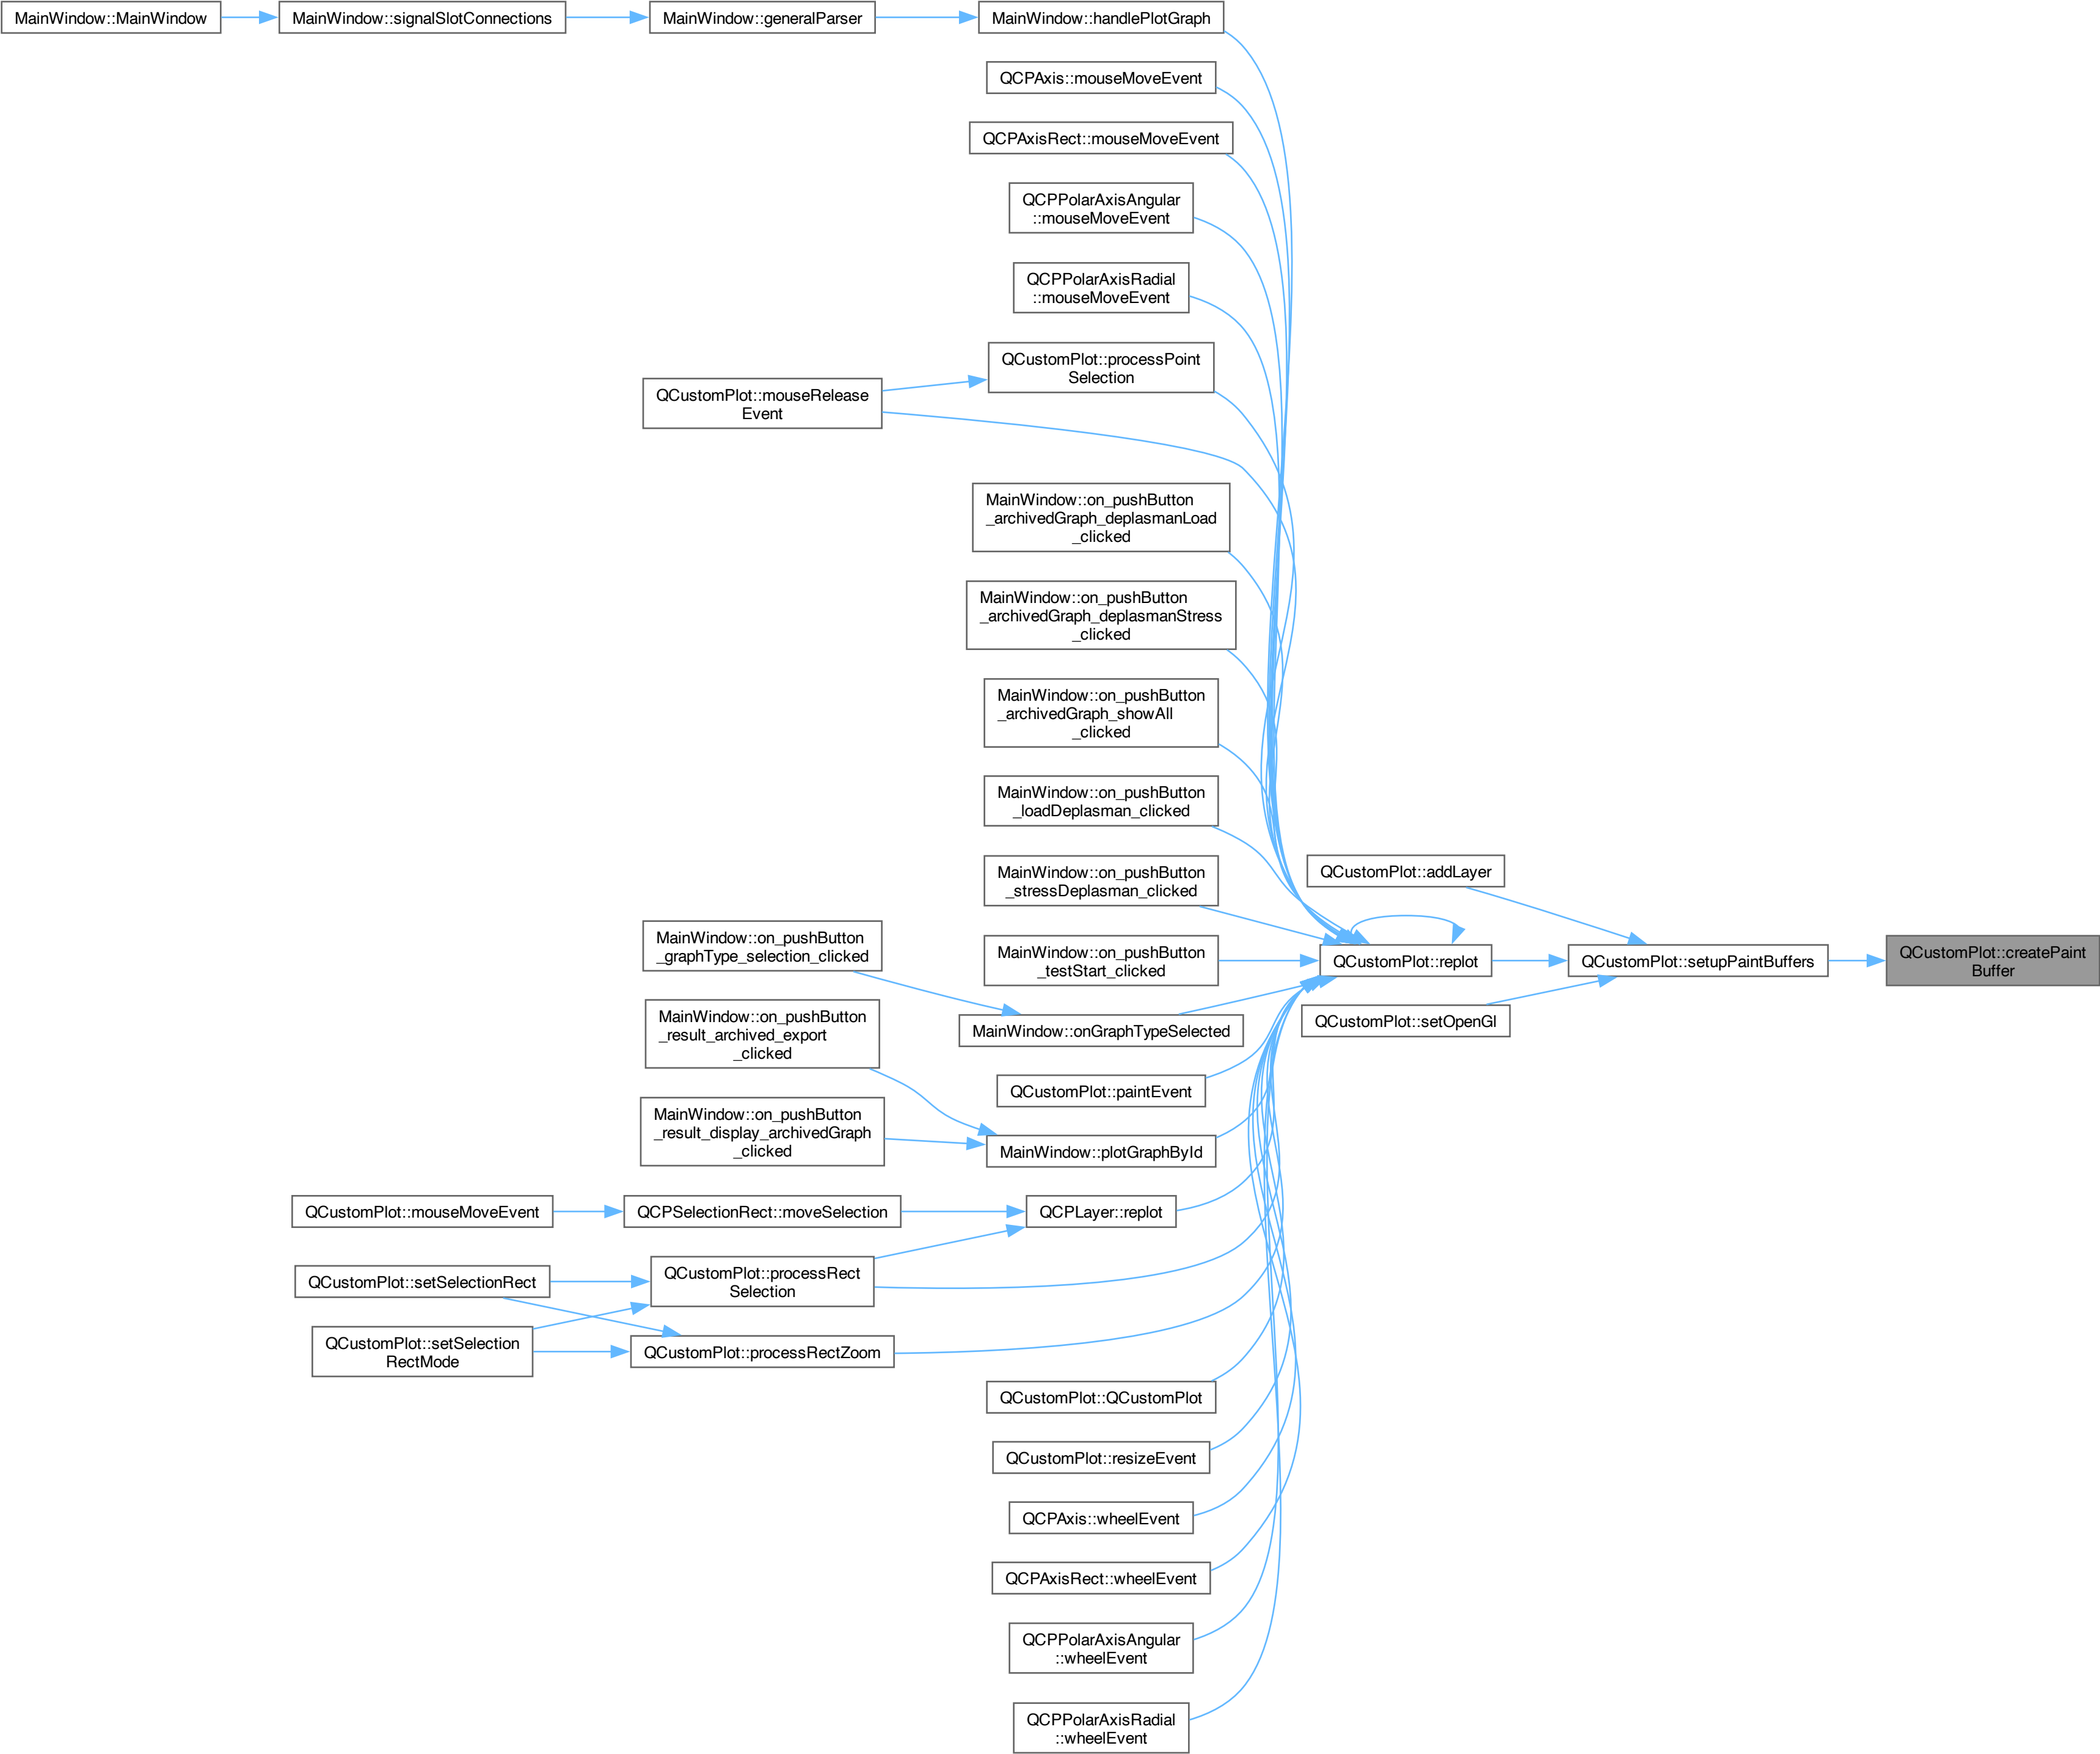 MainWindow::MainWindow
MainWindow::signalSlotConnections
MainWindow::generalParser
MainWindow::handlePlotGraph
QCPAxis::mouseMoveEvent
QCPAxisRect::mouseMoveEvent
QCPPolarAxisAngular
::mouseMoveEvent
QCPPolarAxisRadial
::mouseMoveEvent
QCustomPlot::processPoint
Selection
QCustomPlot::mouseRelease
Event
MainWindow::on_pushButton
_archivedGraph_deplasmanLoad
_clicked
MainWindow::on_pushButton
_archivedGraph_deplasmanStress
_clicked
MainWindow::on_pushButton
_archivedGraph_showAll
_clicked
MainWindow::on_pushButton
_loadDeplasman_clicked
MainWindow::on_pushButton
_stressDeplasman_clicked
MainWindow::on_pushButton
_testStart_clicked
MainWindow::on_pushButton
_graphType_selection_clicked
MainWindow::onGraphTypeSelected
QCustomPlot::addLayer
QCustomPlot::replot
QCustomPlot::setOpenGl
QCustomPlot::setupPaintBuffers
QCustomPlot::createPaint
Buffer
MainWindow::on_pushButton
_result_archived_export
_clicked
QCustomPlot::paintEvent
MainWindow::on_pushButton
_result_display_archivedGraph
_clicked
MainWindow::plotGraphById
QCustomPlot::mouseMoveEvent
QCPSelectionRect::moveSelection
QCPLayer::replot
QCustomPlot::setSelectionRect
QCustomPlot::processRect
Selection
QCustomPlot::setSelection
RectMode
QCustomPlot::processRectZoom
QCustomPlot::QCustomPlot
QCustomPlot::resizeEvent
QCPAxis::wheelEvent
QCPAxisRect::wheelEvent
QCPPolarAxisAngular
::wheelEvent
QCPPolarAxisRadial
::wheelEvent